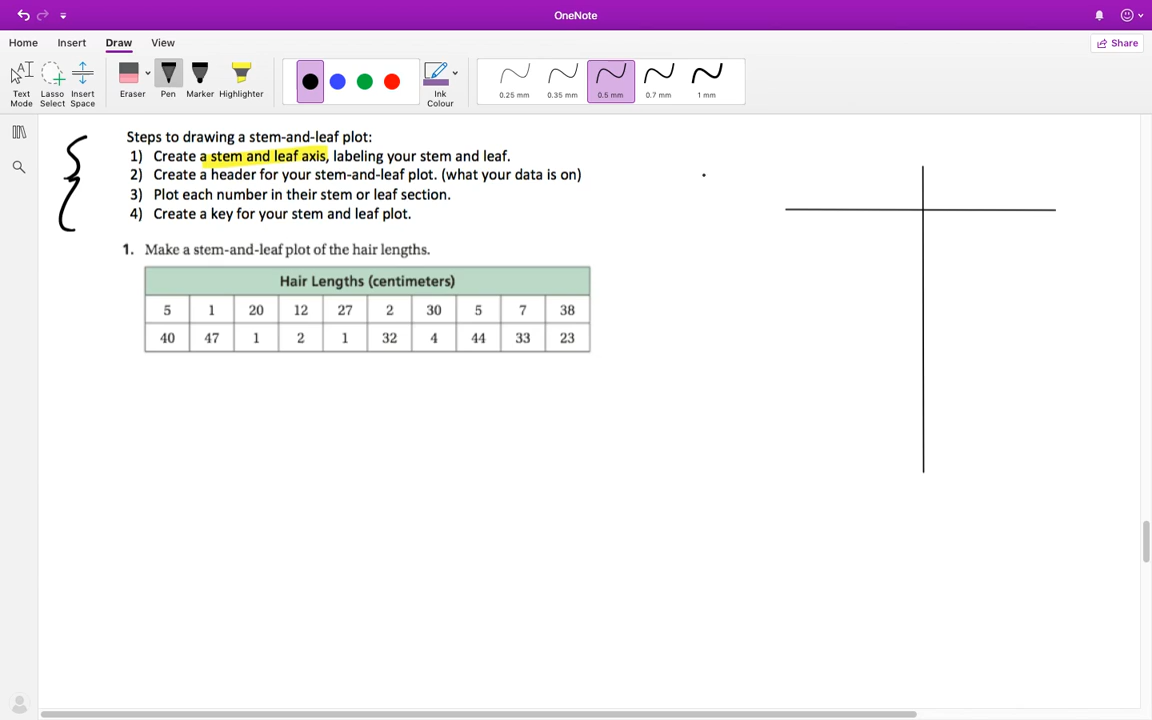 OneNote
Home Insert Draw View
Share
Text Mode
Lasso Select
Insert Space
Eraser
Pen
Marker
Highlighter
Ink Colour
0.25 mm
0.35 mm
0.5 mm
0.7 mm
1 mm
Steps to drawing a stem-and-leaf plot:
1) Create a stem and leaf axis, labeling your stem and leaf.
2) Create a header for your stem-and-leaf plot. (what your data is on)
3) Plot each number in their stem or leaf section.
4) Create a key for your stem and leaf plot.
1. Make a stem-and-leaf plot of the hair lengths.
Hair Lengths (centimeters)
5 1 20 12 27 2 30 5 7 38
40 47 1 2 1 32 4 44 33 23